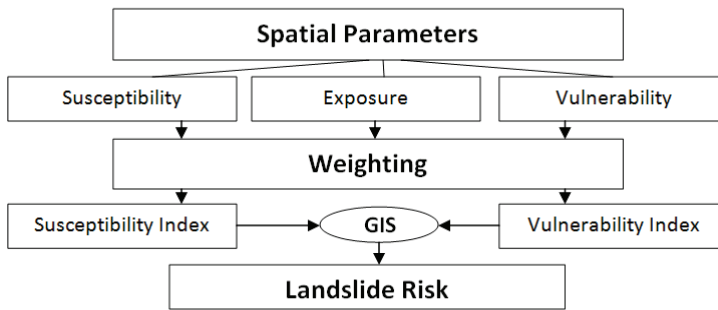 Spatial Parameters
Susceptibility
Exposure
Vulnerability
Weighting
Susceptibility Index
GIS
Vulnerability Index
Landslide Risk